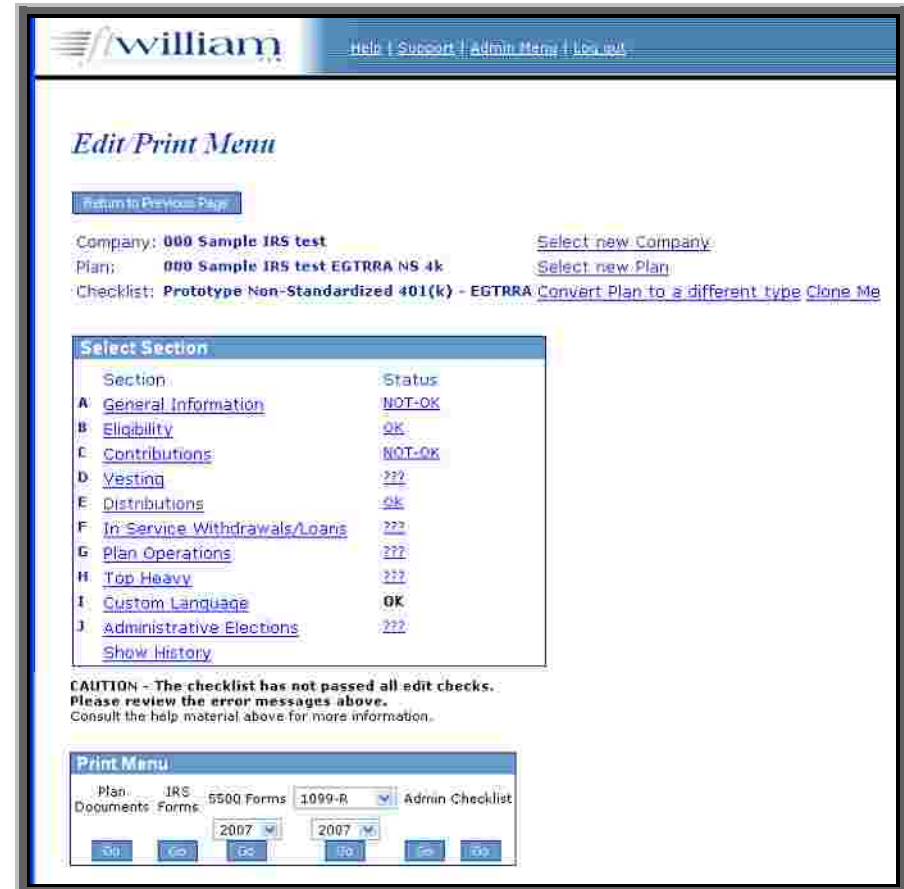 ftwilliam
Help | Support | Admin Menu | Log out
Edit/Print Menu
Return to Previous Page
Company: 000 Sample IRS test Select new Company
Plan: 000 Sample IRS test EGTRRA NS 4k Select new Plan
Checklist: Prototype Non-Standardized 401(k) - EGTRRA Convert Plan to a different type Clone Me
Select Section
Section Status
A General Information NOT-OK
B Eligibility OK
C Contributions NOT-OK
D Vesting ???
E Distributions OK
F In Service Withdrawals/Loans ???
G Plan Operations ???
H Top Heavy ???
I Custom Language OK
J Administrative Elections ???
Show History
CAUTION - The checklist has not passed all edit checks.
Please review the error messages above.
Consult the help material above for more information.
Print Menu
Plan Documents IRS Forms 5500 Forms 1099-R Admin Checklist
2007 2007
Go Go Go Go Go Go